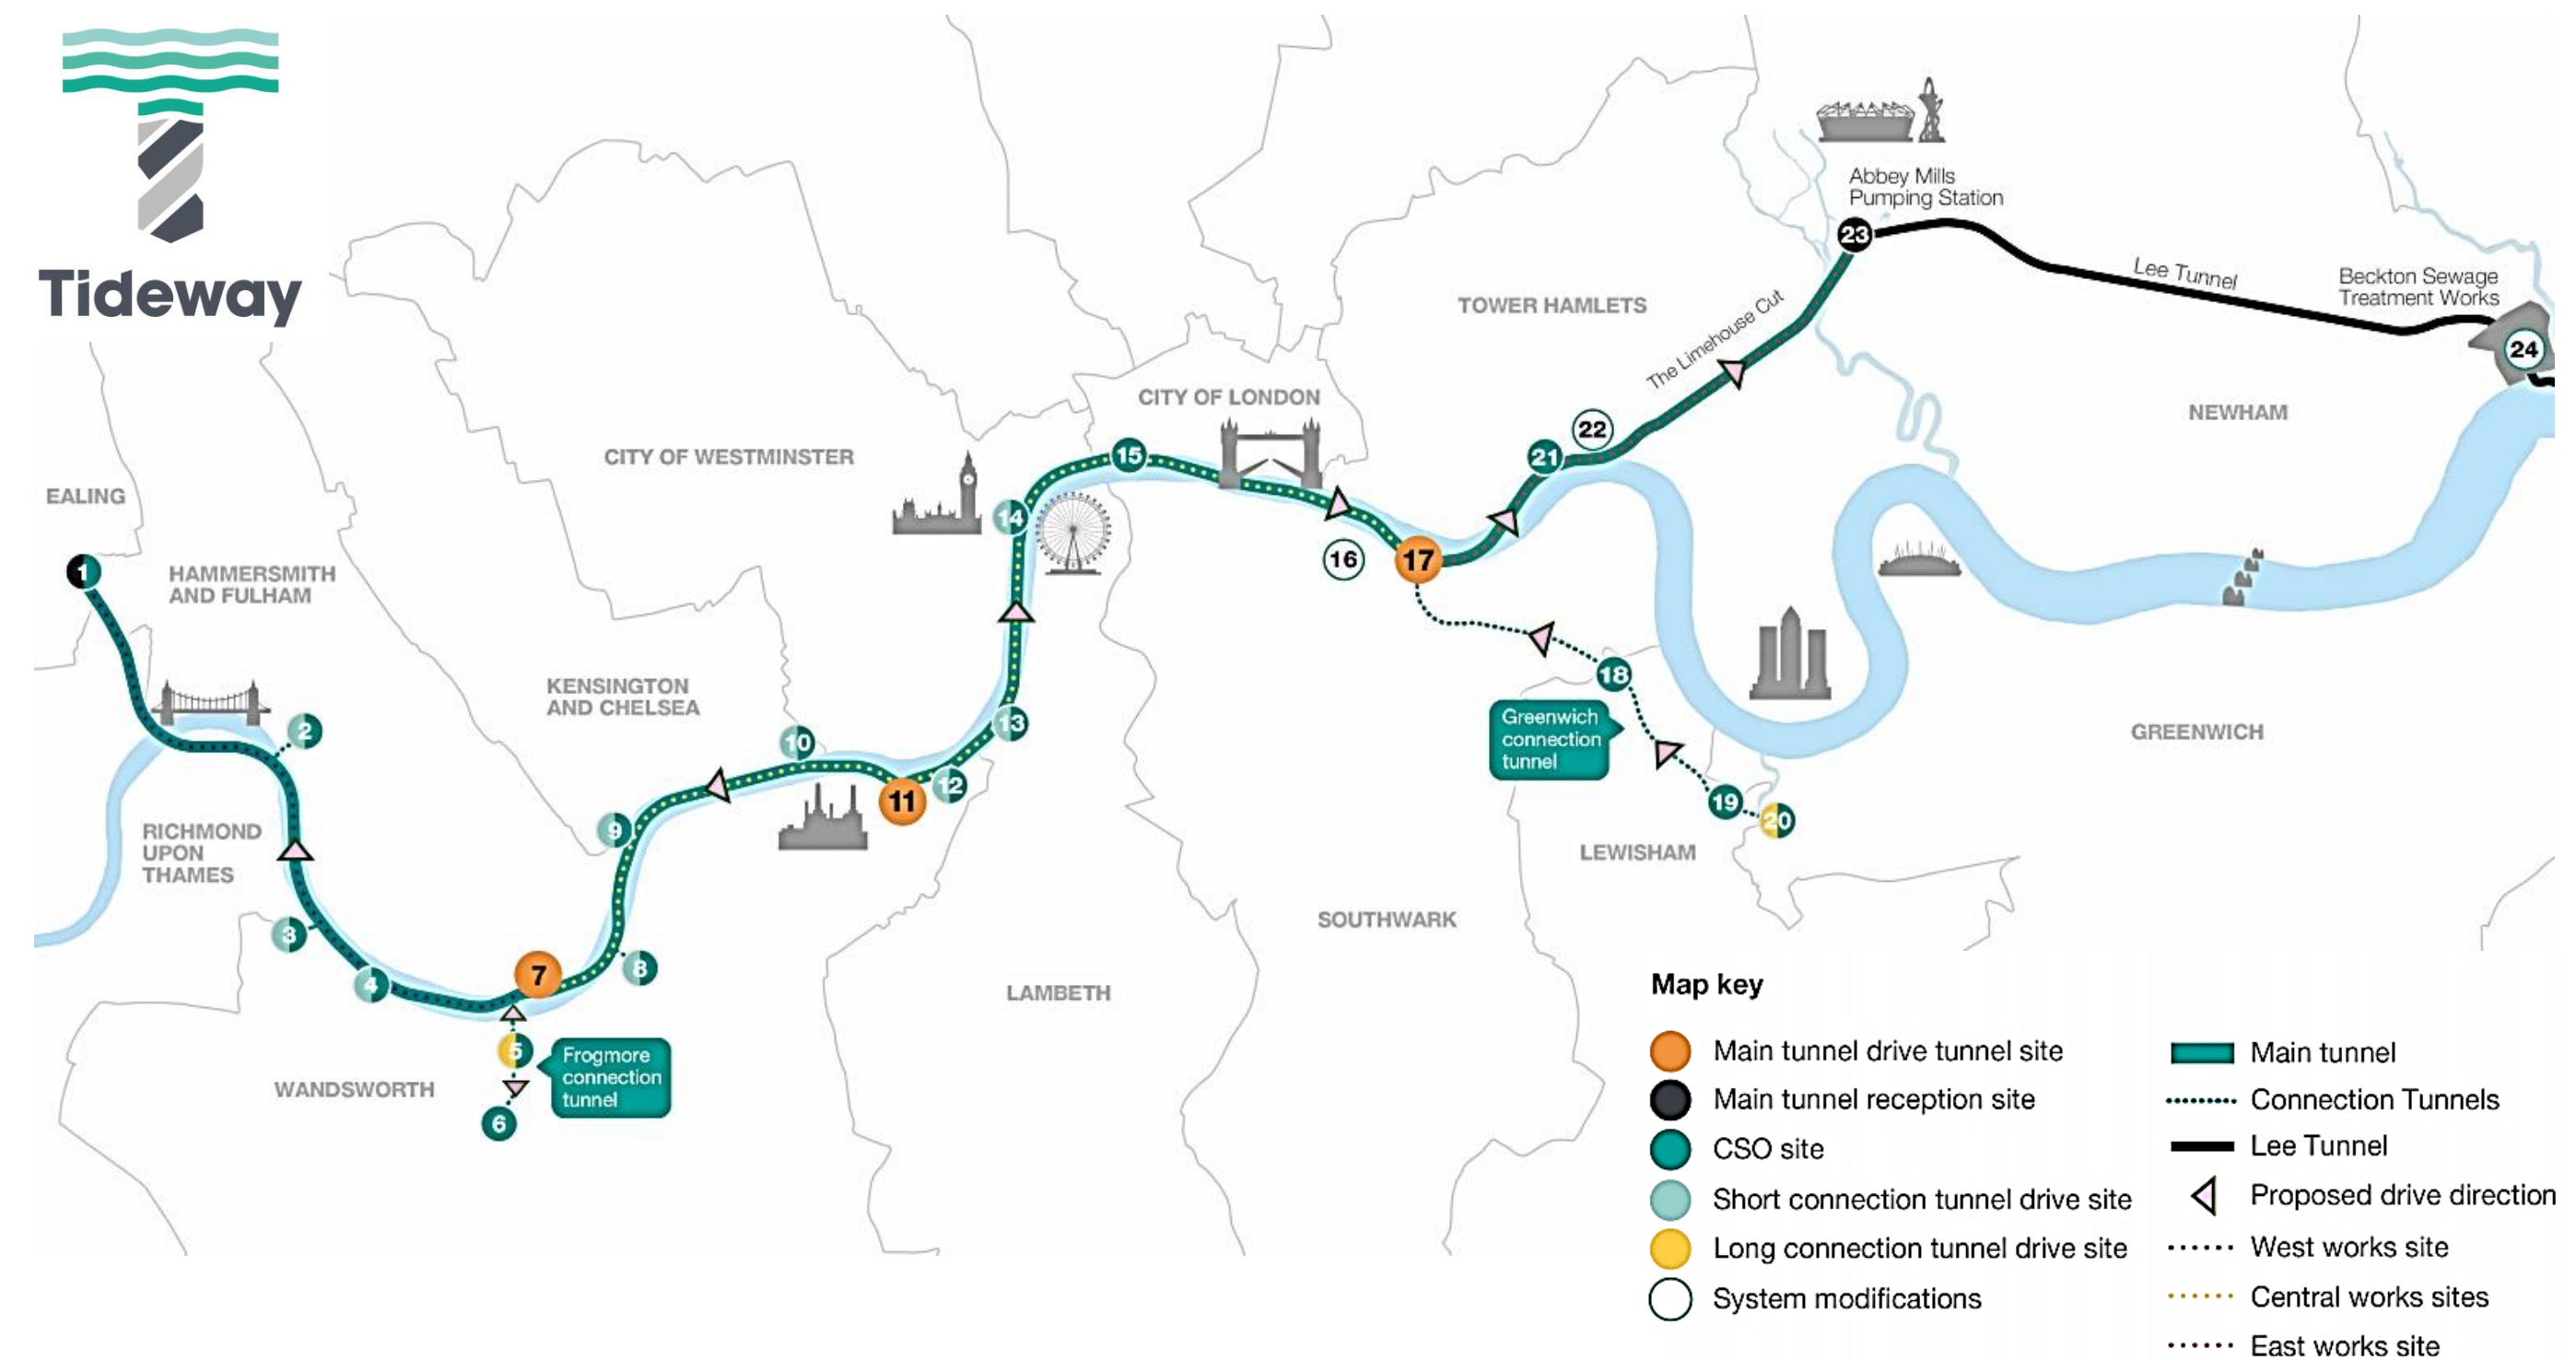 Tideway
Abbey Mills
Pumping Station
23
Lee Tunnel
Beckton Sewage
Treatment Works
24
TOWER HAMLETS
The Limehouse Cut
NEWHAM
CITY OF LONDON
CITY OF WESTMINSTER
15
21
22
EALING
14
16
17
1
HAMMERSMITH
AND FULHAM
KENSINGTON
AND CHELSEA
18
Greenwich
connection
tunnel
GREENWICH
2
10
13
12
11
19
20
9
RICHMOND
UPON
THAMES
LEWISHAM
SOUTHWARK
3
4
7
8
LAMBETH
5
Frogmore
connection
tunnel
WANDSWORTH
6
Map key
Main tunnel drive tunnel site
Main tunnel reception site
CSO site
Short connection tunnel drive site
Long connection tunnel drive site
System modifications
Main tunnel
Connection Tunnels
Lee Tunnel
Proposed drive direction
West works site
Central works sites
East works site